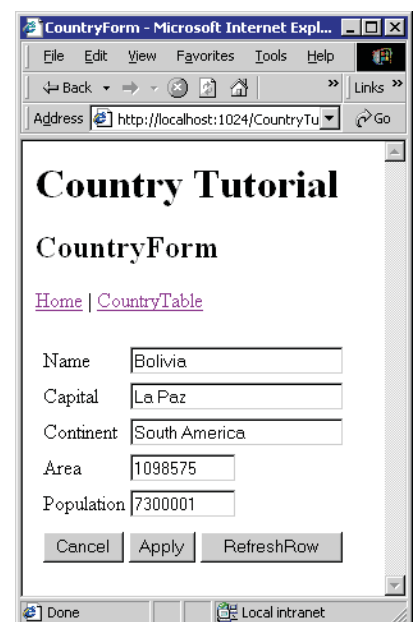 CountryForm - Microsoft Internet Expl...
File Edit View Favorites Tools Help
Back » Links »
Address http://localhost:1024/CountryTu Go
Country Tutorial
CountryForm
Home | CountryTable
Name Bolivia
Capital La Paz
Continent South America
Area 1098575
Population 7300001
Cancel Apply RefreshRow
Done Local intranet